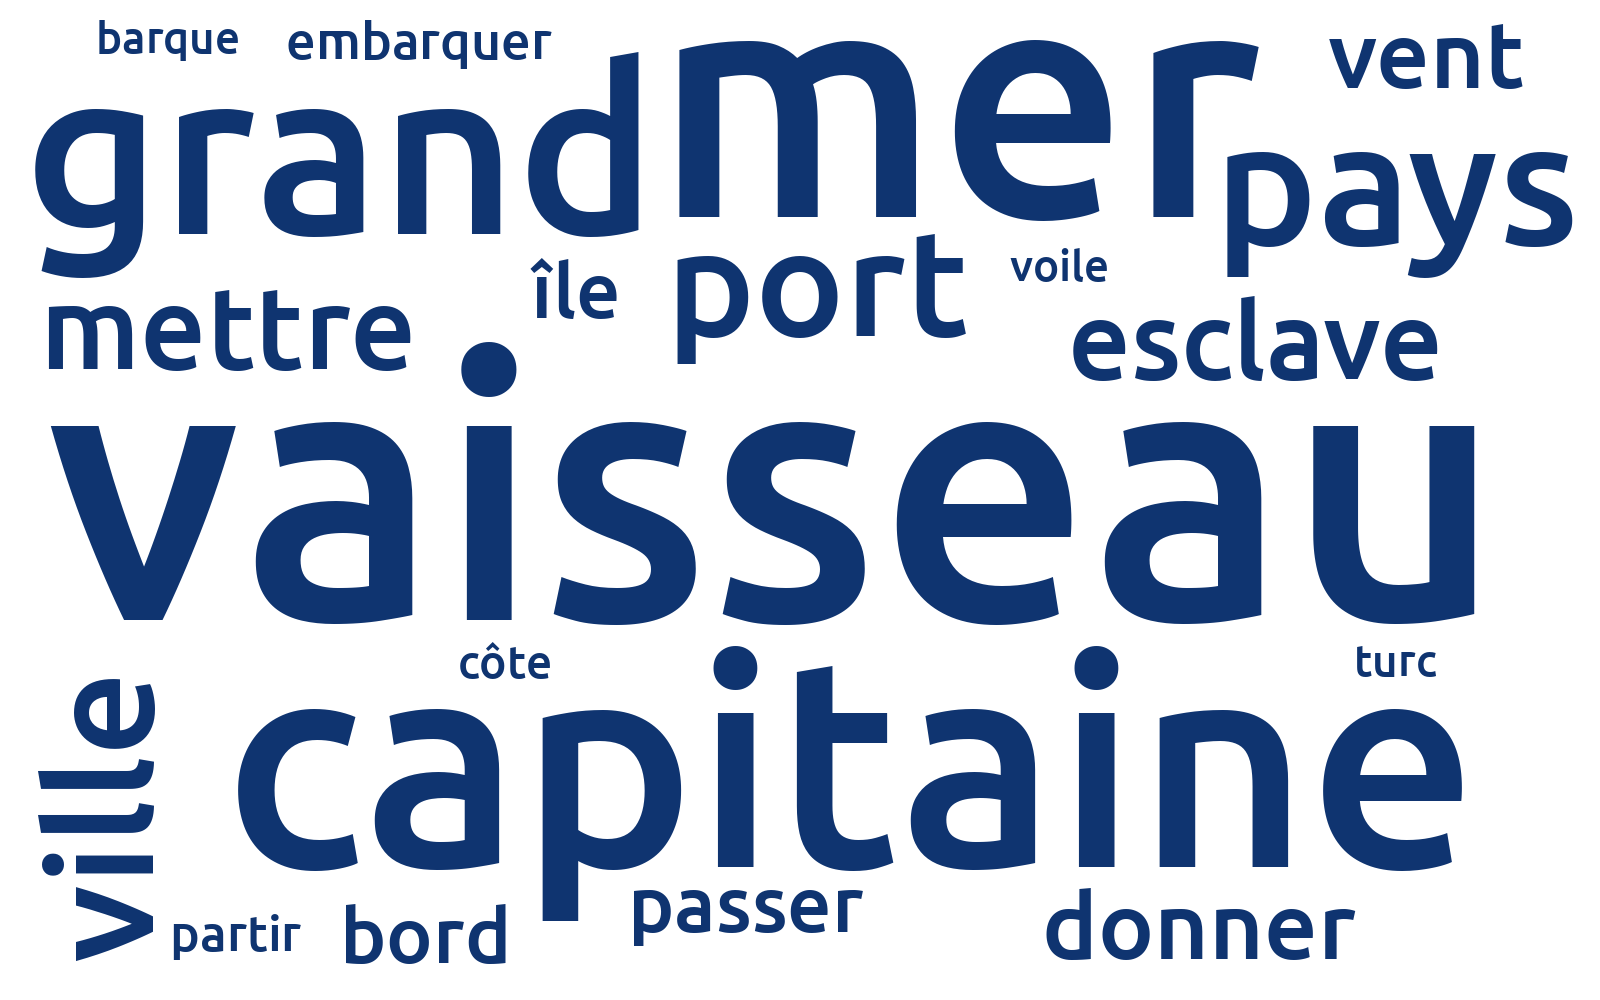 barque embarquer mer vent
grand pays
île port voile
mettre esclave
vaisseau
côte turc
ville capitaine
partir bord passer donner